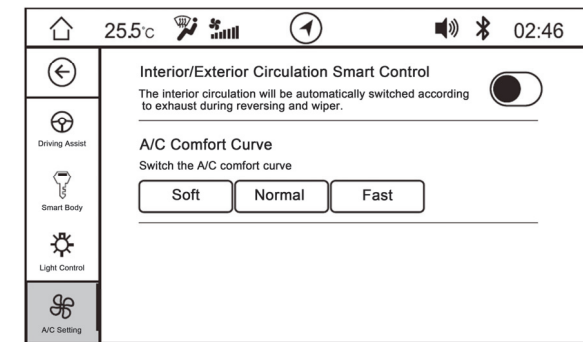 25.5°C
02:46
Interior/Exterior Circulation Smart Control
The interior circulation will be automatically switched according
to exhaust during reversing and wiper.
Driving Assist
A/C Comfort Curve
Switch the A/C comfort curve
Soft Normal Fast
Smart Body
Light Control
A/C Setting